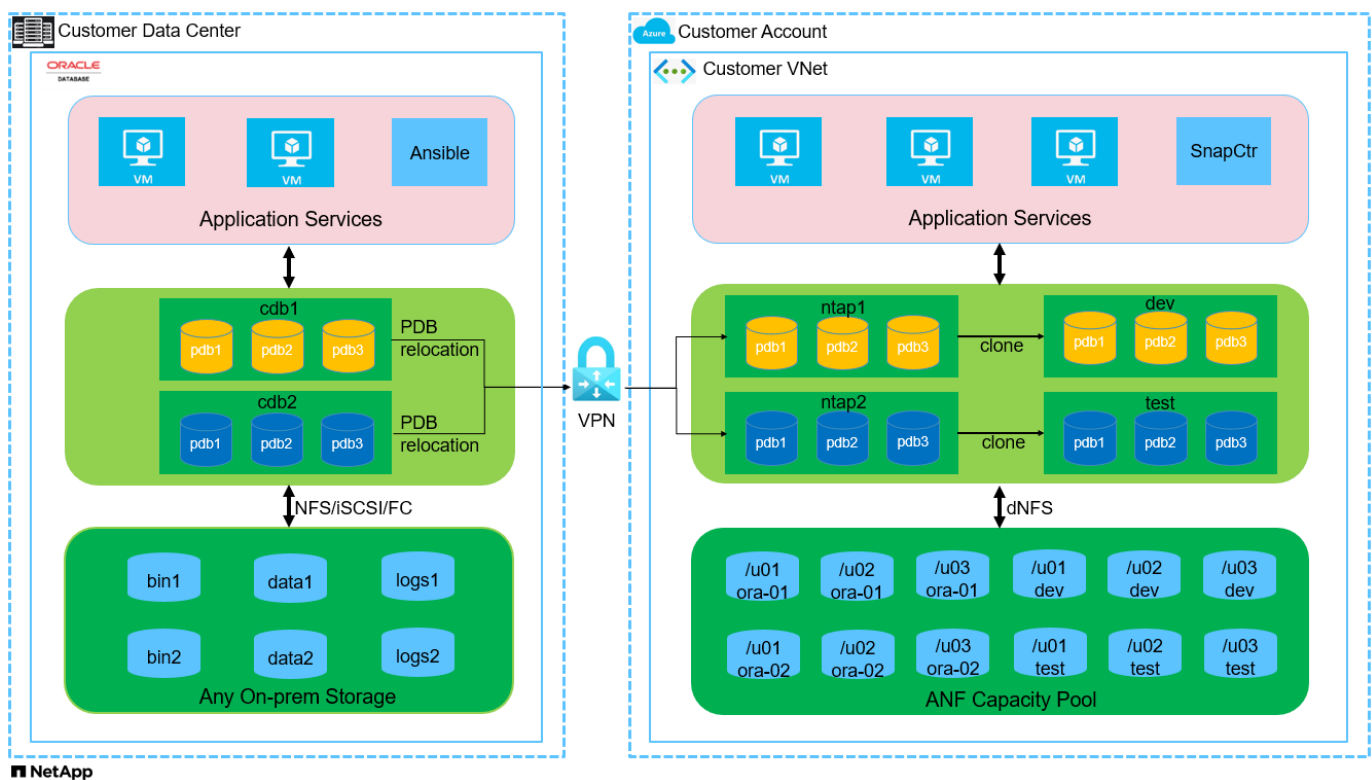 Customer Data Center
ORACLE
DATABASE
VM
VM
Ansible
Application Services
cdb1
pdb1
pdb2
pdb3
PDB
relocation
cdb2
pdb1
pdb2
pdb3
PDB
relocation
NFS/iSCSI/FC
bin1
data1
logs1
bin2
data2
logs2
Any On-prem Storage
VPN
Azure
Customer Account
Customer VNet
VM
VM
VM
SnapCtr
Application Services
ntap1
pdb1
pdb2
pdb3
clone
dev
pdb1
pdb2
pdb3
ntap2
pdb1
pdb2
pdb3
clone
test
pdb1
pdb2
pdb3
dNFS
/u01
ora-01
/u02
ora-01
/u03
ora-01
/u01
dev
/u02
dev
/u03
dev
/u01
ora-02
/u02
ora-02
/u03
ora-02
/u01
test
/u02
test
/u03
test
ANF Capacity Pool
NetApp